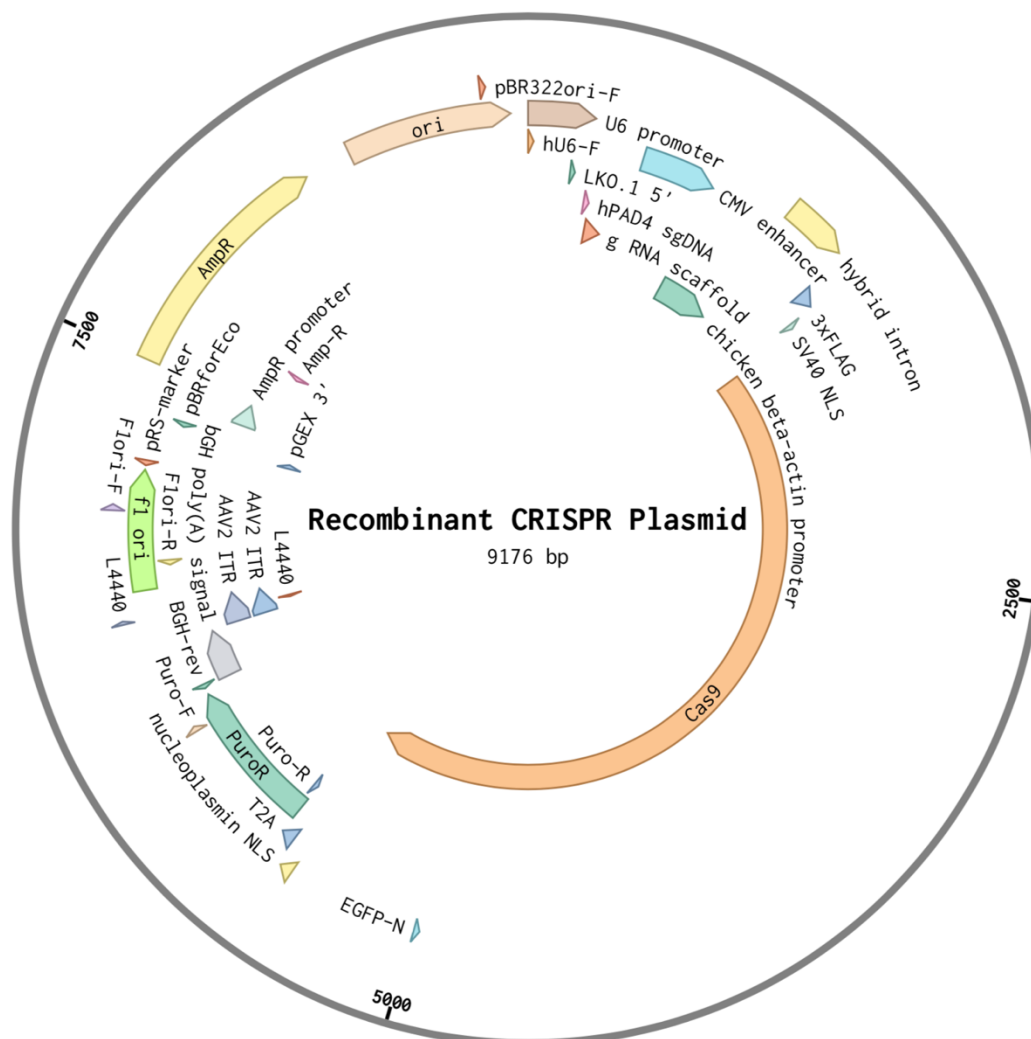 pBR322ori-F
ori
U6 promoter
hU6-F
LKO.1 5'
CMV enhancer
hPAD4 sgDNA
g RNA scaffold
hybrid intron
3xFLAG
SV40 NLS
chicken beta-actin promoter
AmpR
AmpR promoter
Amp-R
7500
pRS-marker
pBRforEco
pGEX 3'
Flori-F
f1 ori
Flori-R
bGH poly(A) signal
AAV2 ITR
AAV2 ITR
L4440
L4440
Recombinant CRISPR Plasmid
9176 bp
2500
Cas9
BGH-rev
Puro-F
PuroR
Puro-R
nucleoplasmin NLS
T2A
EGFP-N
5000